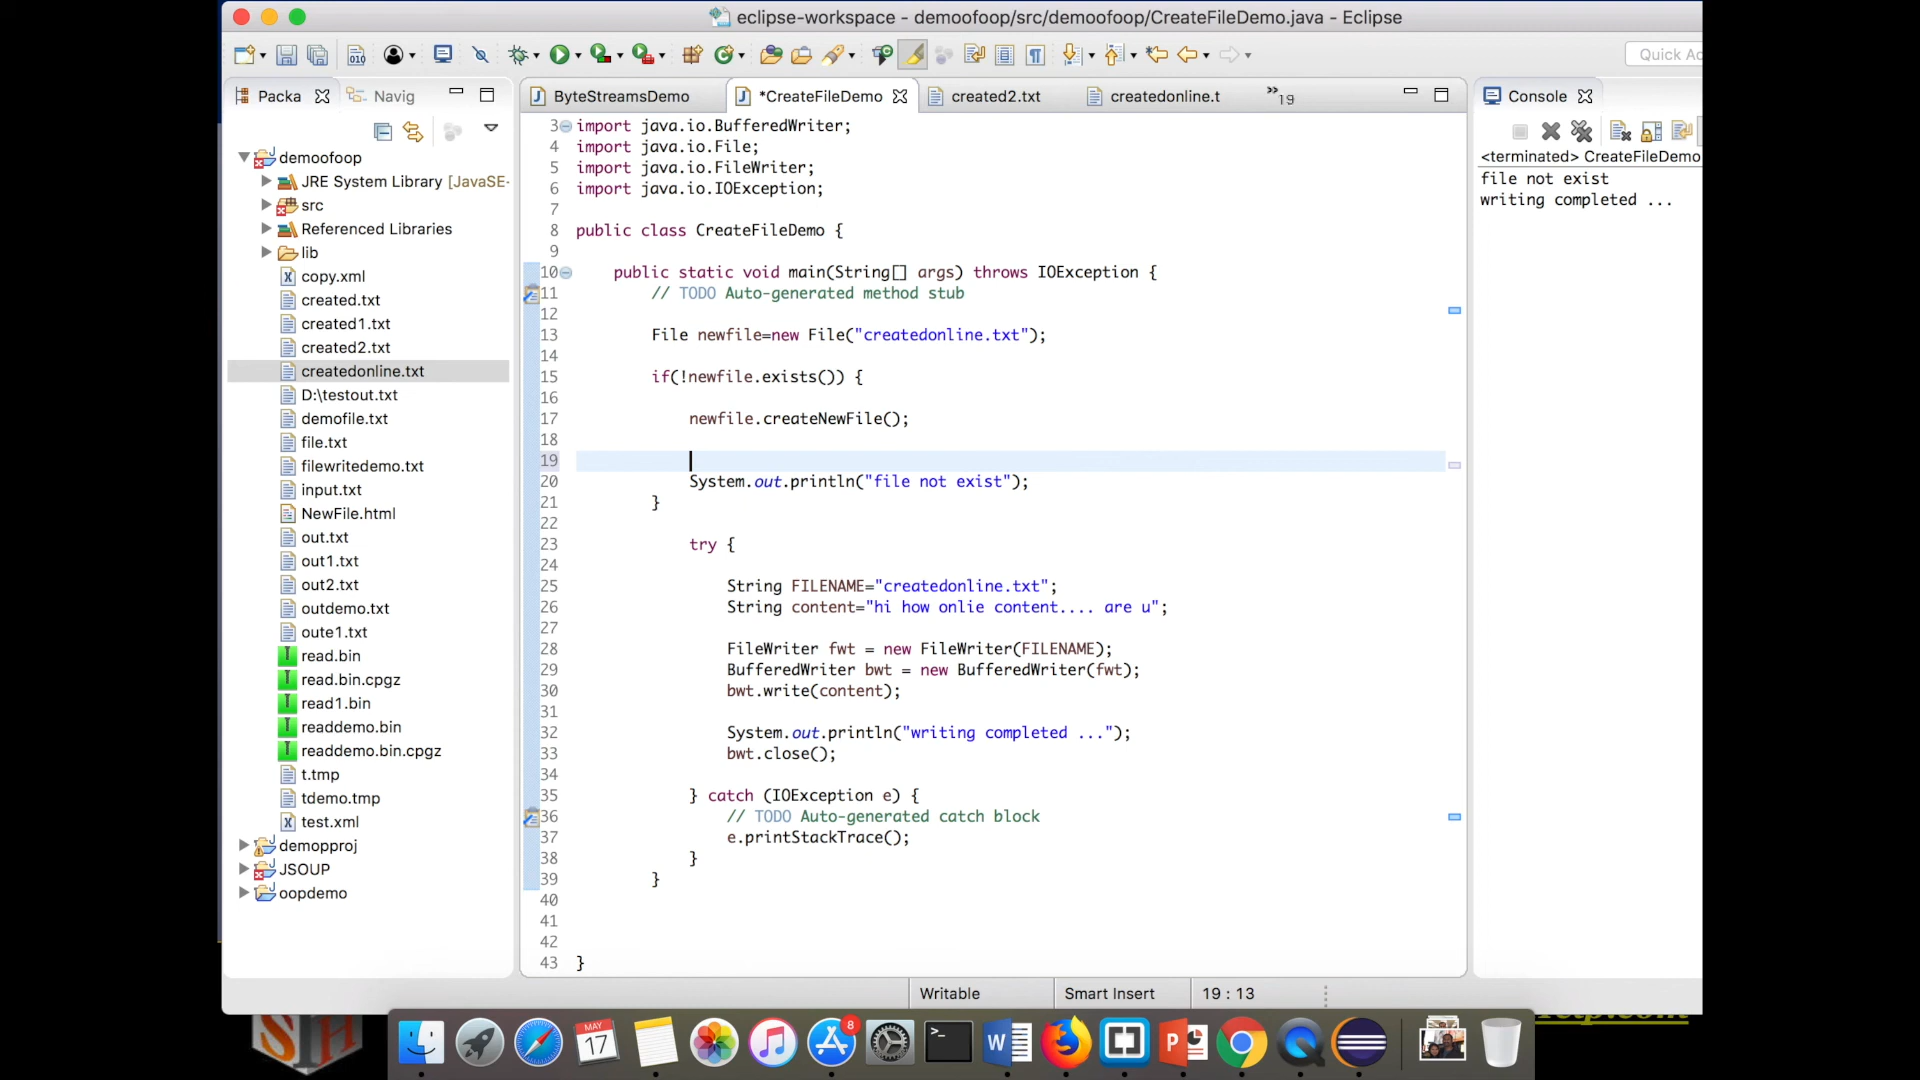 eclipse-workspace - demoofoop/src/demoofoop/CreateFileDemo.java - Eclipse
Quick Ac
Packa
Navig
ByteStreamsDemo
*CreateFileDemo
created2.txt
createdonline.t
»19
Console
<terminated> CreateFileDemo
file not exist
writing completed ...
demoofoop
JRE System Library [JavaSE-
src
Referenced Libraries
lib
copy.xml
created.txt
created1.txt
created2.txt
createdonline.txt
D:\testout.txt
demofile.txt
file.txt
filewritedemo.txt
input.txt
NewFile.html
out.txt
out1.txt
out2.txt
outdemo.txt
oute1.txt
read.bin
read.bin.cpgz
read1.bin
readdemo.bin
readdemo.bin.cpgz
t.tmp
tdemo.tmp
test.xml
demopproj
JSOUP
oopdemo
3 import java.io.BufferedWriter;
4 import java.io.File;
5 import java.io.FileWriter;
6 import java.io.IOException;
7
8 public class CreateFileDemo {
9
10 public static void main(String[] args) throws IOException {
11 // TODO Auto-generated method stub
12
13 File newfile=new File("createdonline.txt");
14
15 if(!newfile.exists()) {
16
17 newfile.createNewFile();
18
19
20 System.out.println("file not exist");
21 }
22
23 try {
24
25 String FILENAME="createdonline.txt";
26 String content="hi how onlie content.... are u";
27
28 FileWriter fwt = new FileWriter(FILENAME);
29 BufferedWriter bwt = new BufferedWriter(fwt);
30 bwt.write(content);
31
32 System.out.println("writing completed ...");
33 bwt.close();
34
35 } catch (IOException e) {
36 // TODO Auto-generated catch block
37 e.printStackTrace();
38 }
39 }
40
41
42
43 }
Writable
Smart Insert
19 : 13
SH
MAY
17
8
W
P